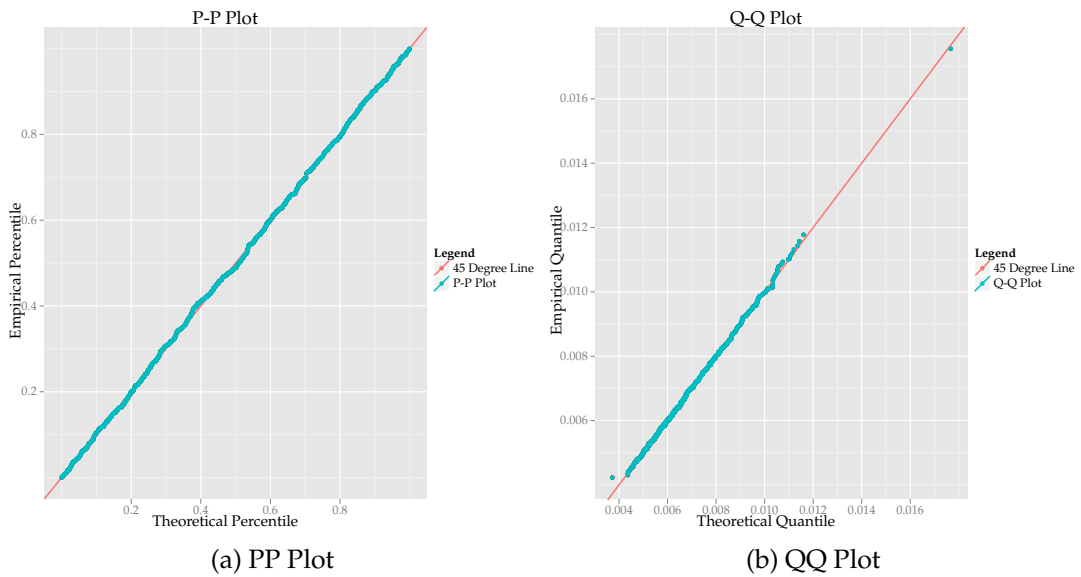 P-P Plot
0.8
0.6
0.4
0.2
Empirical Percentile
0.2
0.4
0.6
0.8
Theoretical Percentile
Legend
45 Degree Line
P-P Plot
(a) PP Plot
Q-Q Plot
0.016
0.014
0.012
0.010
0.008
0.006
Empirical Quantile
0.004
0.006
0.008
0.010
0.012
0.014
0.016
Theoretical Quantile
Legend
45 Degree Line
Q-Q Plot
(b) QQ Plot